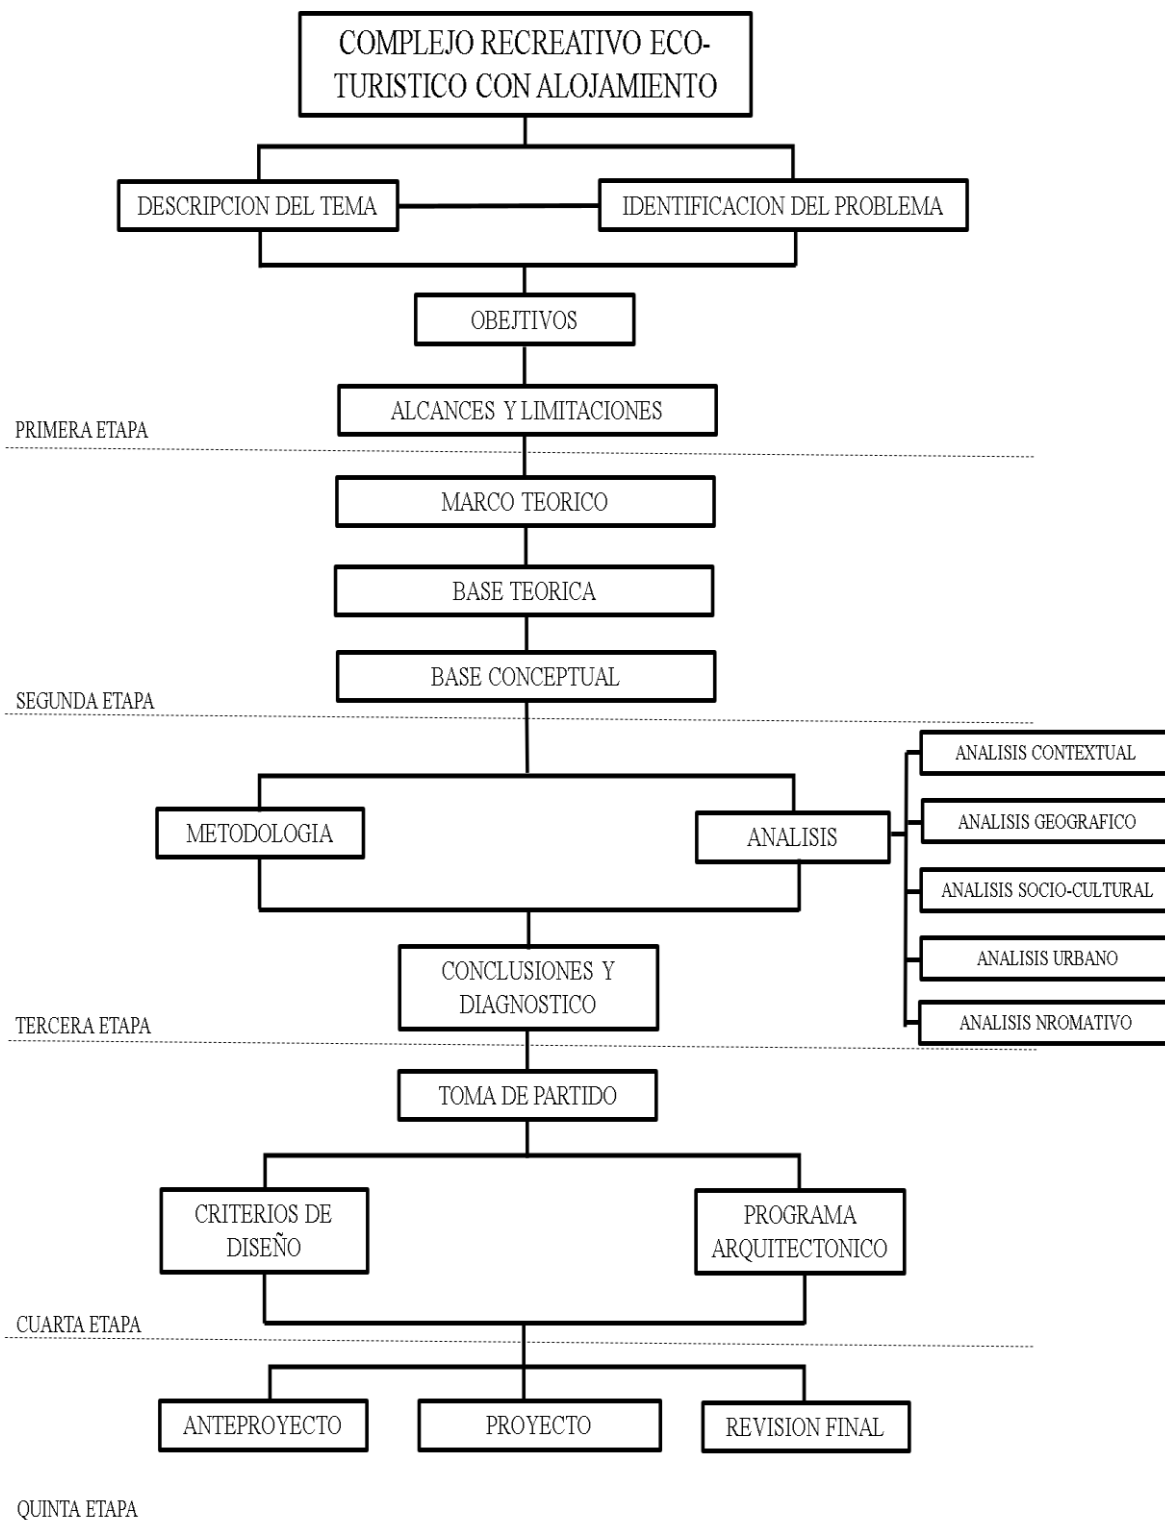 COMPLEJO RECREATIVO ECO-
TURISTICO CON ALOJAMIENTO
DESCRIPCION DEL TEMA
IDENTIFICACION DEL PROBLEMA
OBEJTIVOS
ALCANCES Y LIMITACIONES
PRIMERA ETAPA
MARCO TEORICO
BASE TEORICA
BASE CONCEPTUAL
SEGUNDA ETAPA
METODOLOGIA
ANALISIS
ANALISIS CONTEXTUAL
ANALISIS GEOGRAFICO
ANALISIS SOCIO-CULTURAL
ANALISIS URBANO
ANALISIS NROMATIVO
CONCLUSIONES Y
DIAGNOSTICO
TERCERA ETAPA
TOMA DE PARTIDO
CRITERIOS DE
DISEÑO
PROGRAMA
ARQUITECTONICO
CUARTA ETAPA
ANTEPROYECTO
PROYECTO
REVISION FINAL
QUINTA ETAPA